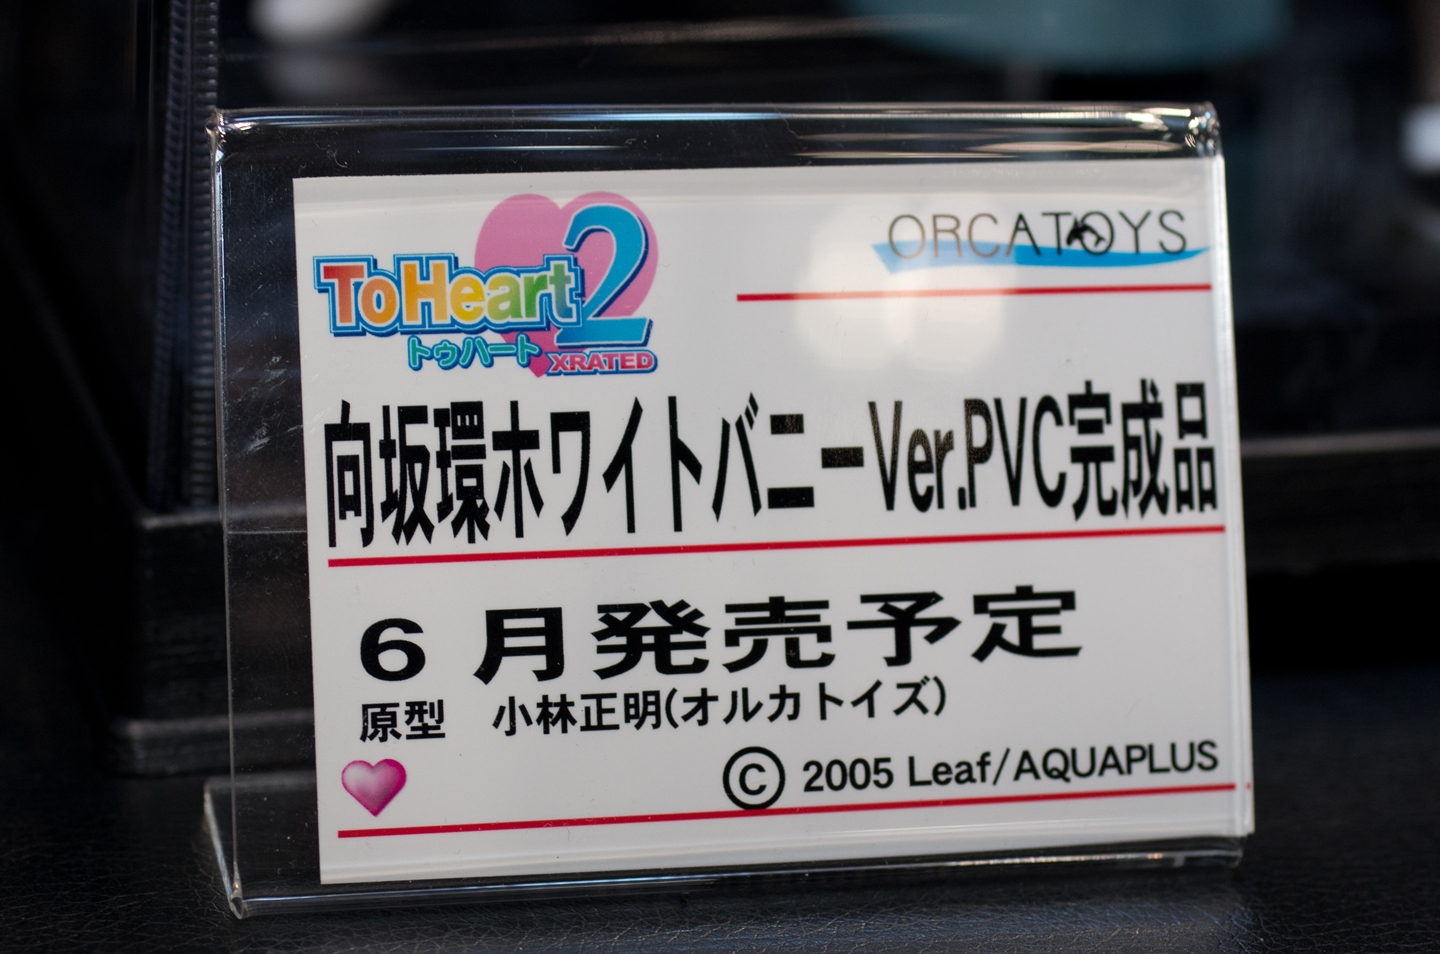 ToHeart2
トゥハート
XRATED
ORCATOYS
向坂環ホワイトバニーVer.PVC完成品
6月発売予定
原型 小林正明(オルカトイズ)
© 2005 Leaf/AQUAPLUS